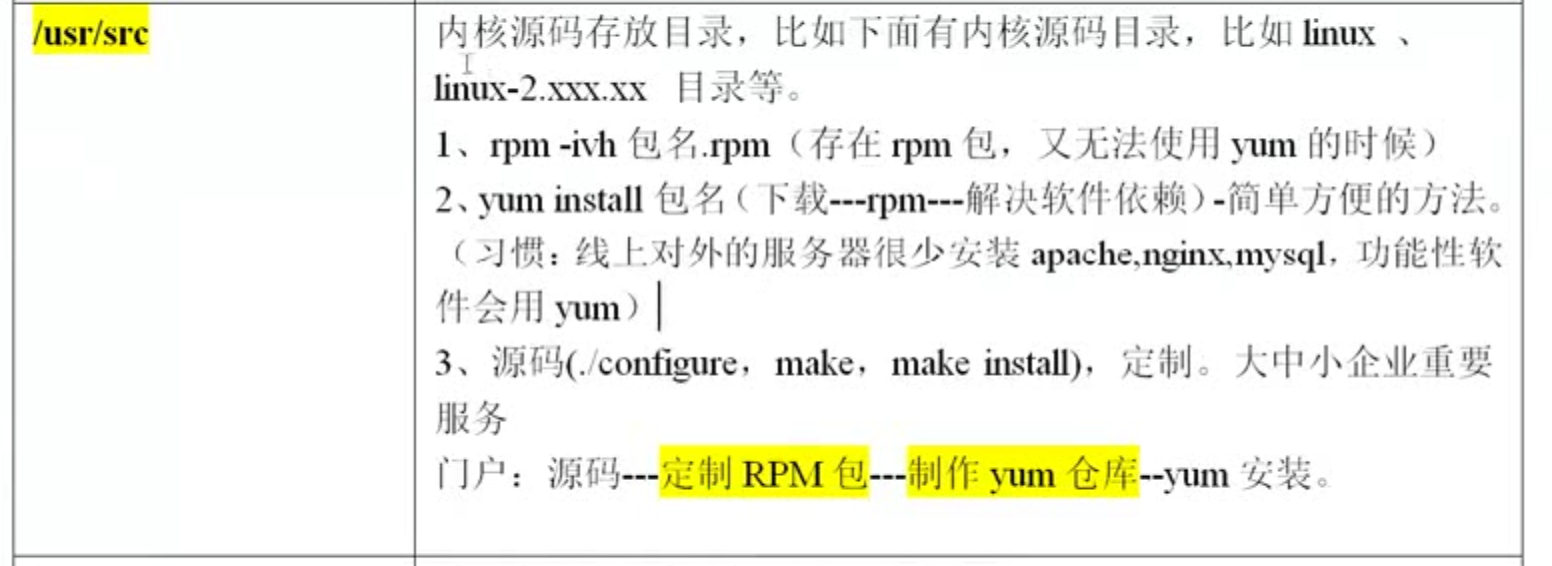 /usr/src
内核源码存放目录，比如下面有内核源码目录，比如 linux 、
linux-2.xxx.xx 目录等。
1、rpm -ivh 包名.rpm（存在 rpm 包，又无法使用 yum 的时候）
2、yum install 包名（下载---rpm---解决软件依赖）-简单方便的方法。
（习惯：线上对外的服务器很少安装 apache,nginx,mysql，功能性软
件会用 yum）
3、源码(./configure，make，make install)，定制。大中小企业重要
服务
门户：源码---定制 RPM 包---制作 yum 仓库--yum 安装。